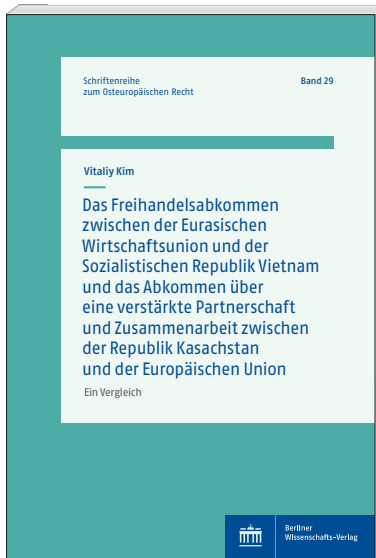 Schriftenreihe
zum Osteuropäischen Recht
Band 29
Vitaliy Kim
Das Freihandelsabkommen
zwischen der Eurasischen
Wirtschaftsunion und der
Sozialistischen Republik Vietnam
und das Abkommen über
eine verstärkte Partnerschaft
und Zusammenarbeit zwischen
der Republik Kasachstan
und der Europäischen Union
Ein Vergleich
Berliner
Wissenschafts-Verlag